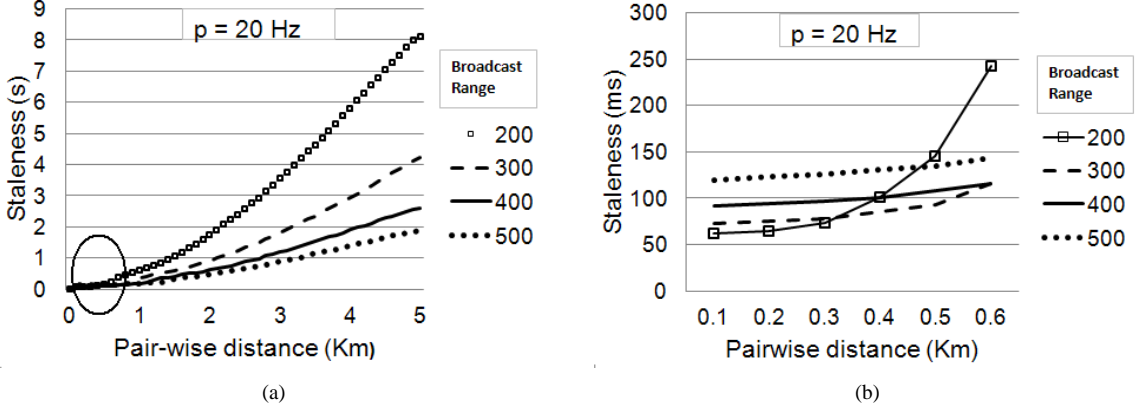 p = 20 Hz
9
8
7
6
5
4
3
2
1
0
Staleness (s)
0 1 2 3 4 5
Pair-wise distance (Km)
Broadcast
Range
200
300
400
500
(a)
p = 20 Hz
300
250
200
150
100
50
0
Staleness (ms)
0.1 0.2 0.3 0.4 0.5 0.6
Pairwise distance (Km)
Broadcast
Range
200
300
400
500
(b)